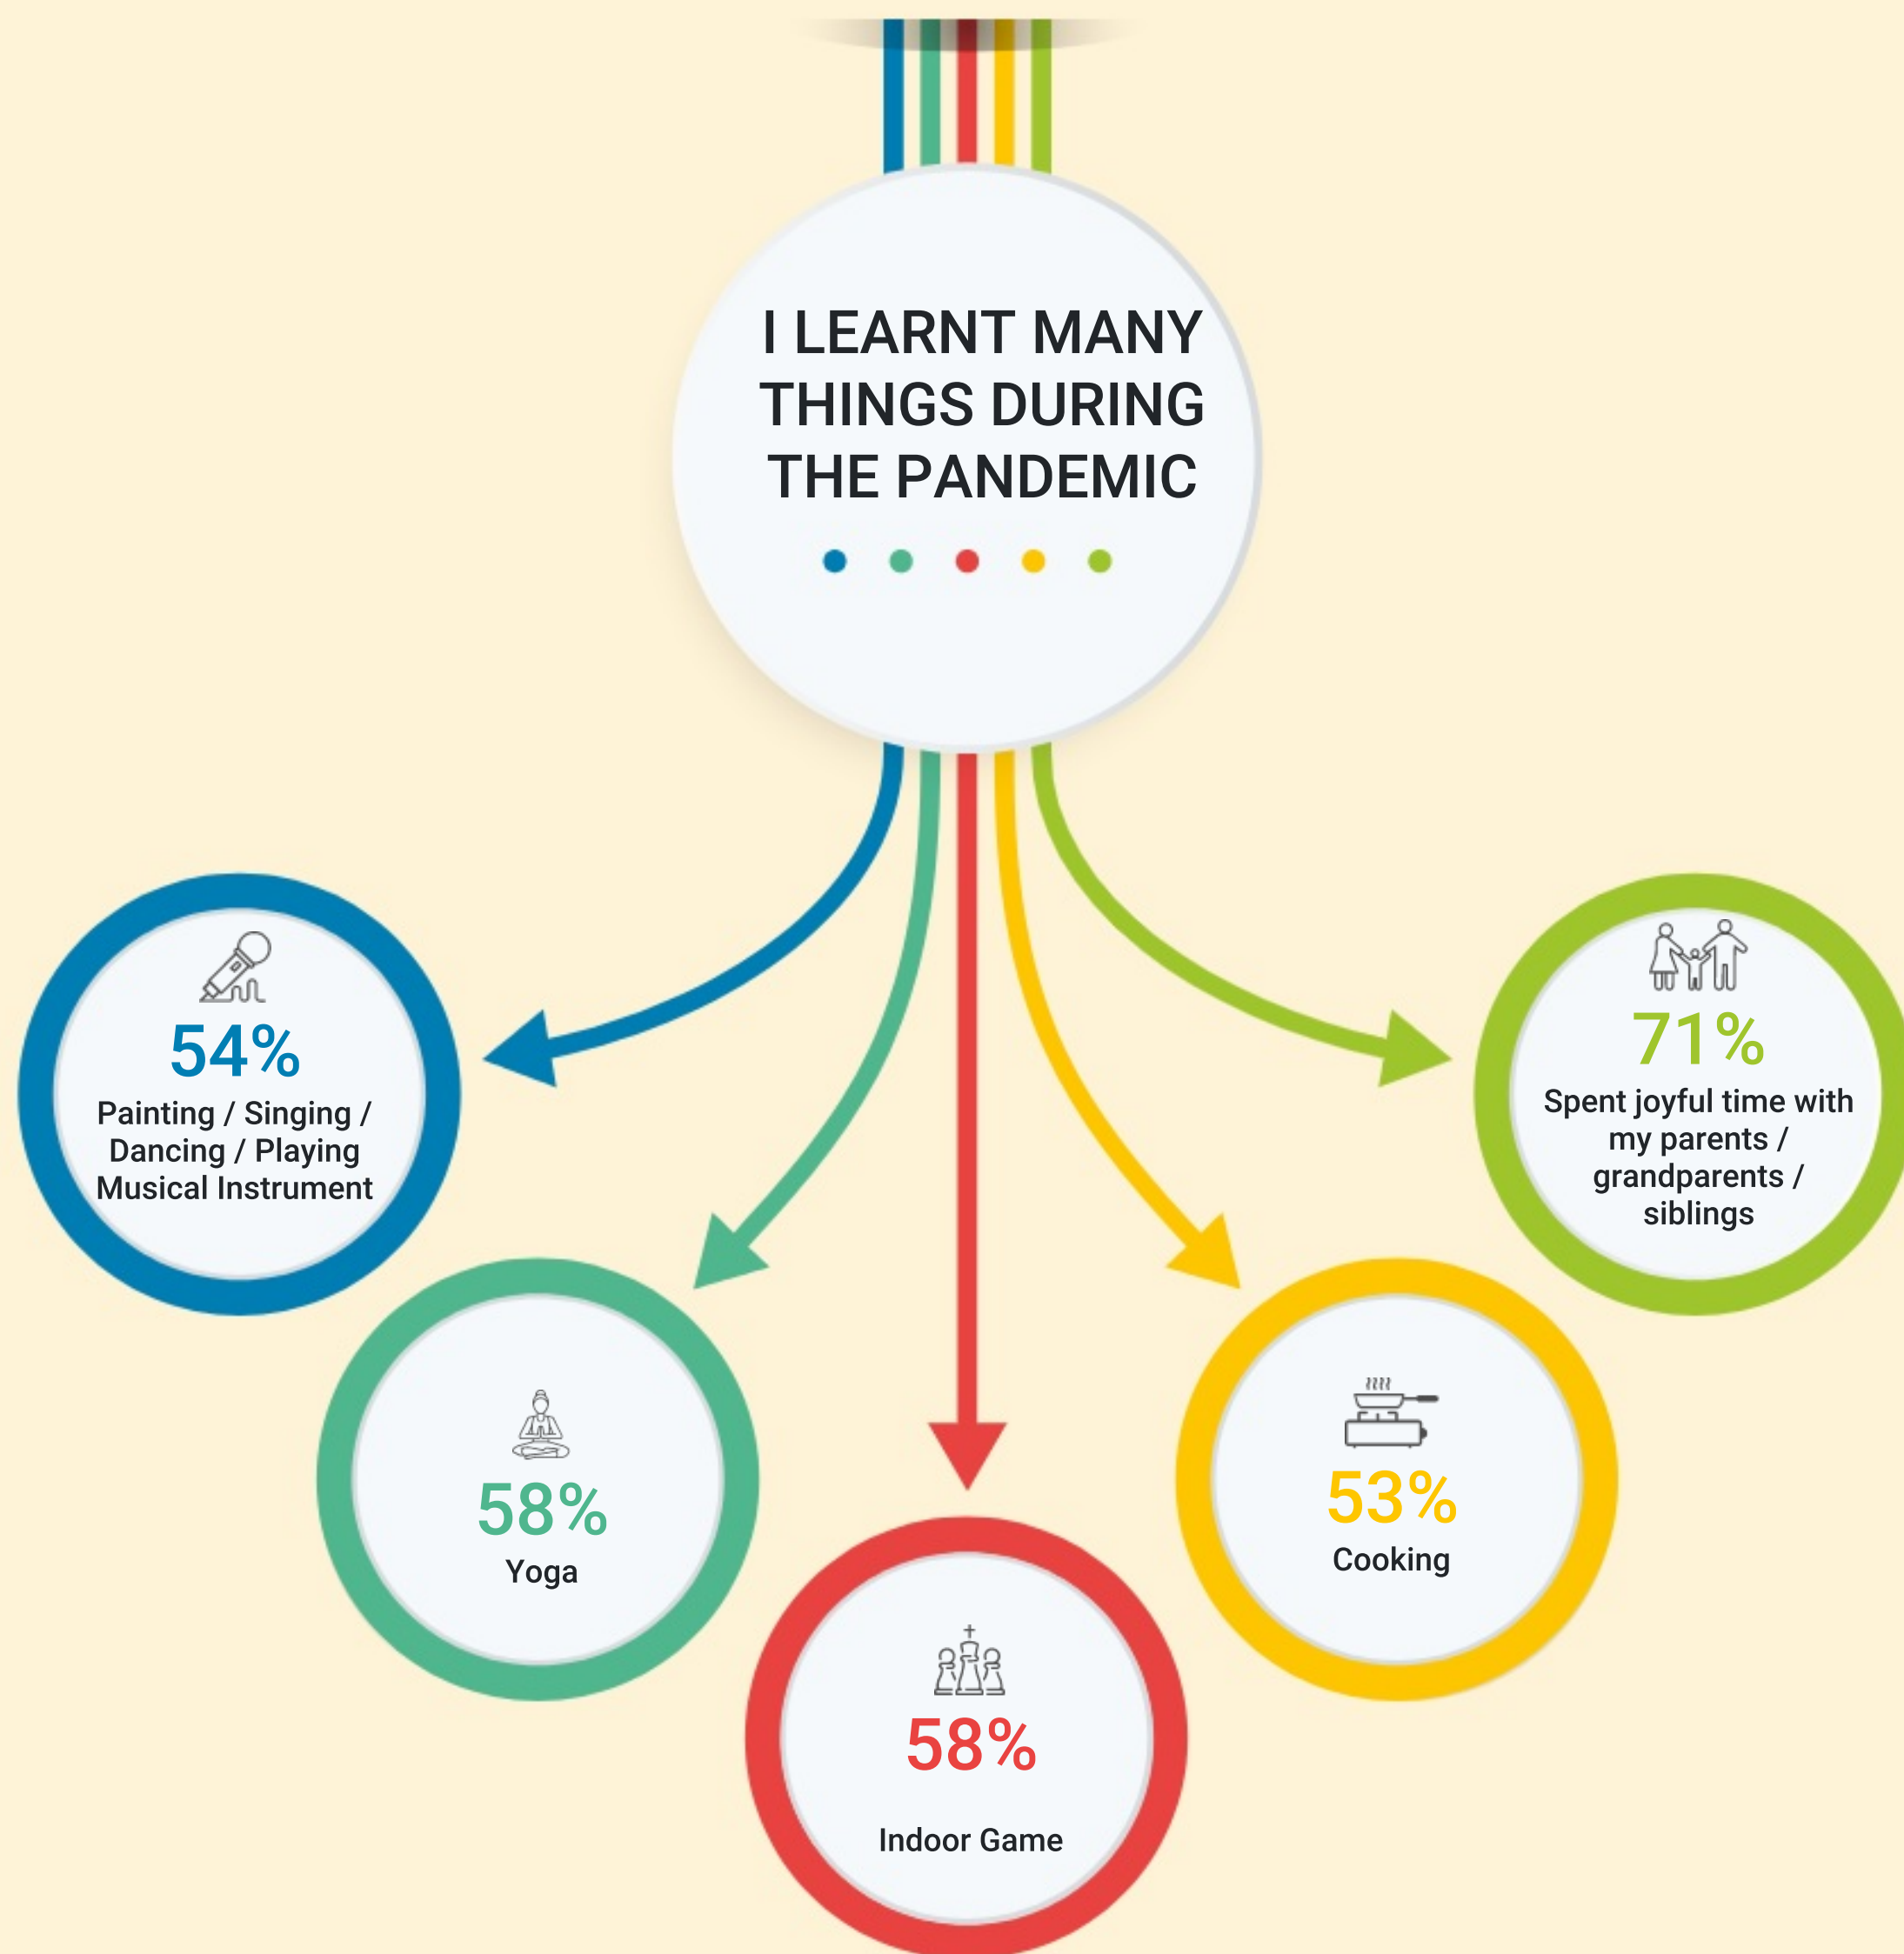 I LEARNT MANY
THINGS DURING
THE PANDEMIC
54%
Painting / Singing /
Dancing / Playing
Musical Instrument
58%
Yoga
58%
Indoor Game
53%
Cooking
71%
Spent joyful time with
my parents /
grandparents /
siblings